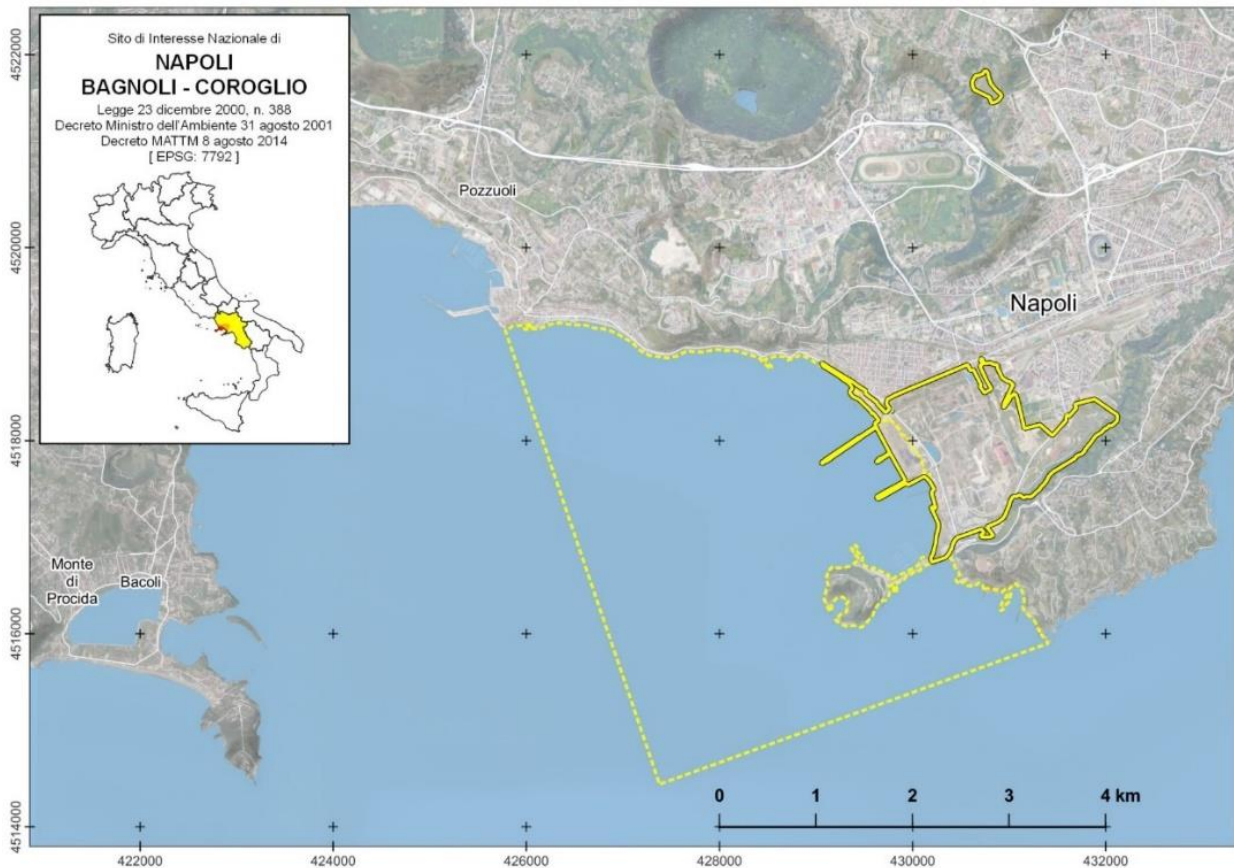 Sito di Interesse Nazionale di
NAPOLI
BAGNOLI - COROGLIO
Legge 23 dicembre 2000, n. 388
Decreto Ministro dell'Ambiente 31 agosto 2001
Decreto MATTM 8 agosto 2014
[ EPSG: 7792 ]
Pozzuoli
Napoli
Monte
di
Procida
Bacoli
0 1 2 3 4 km
4522000
4520000
4518000
4516000
4514000
422000 424000 426000 428000 430000 432000